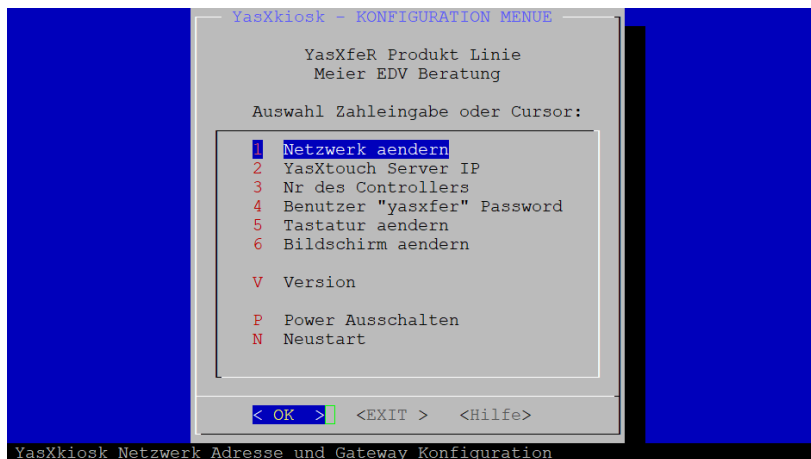 YasXkiosk - KONFIGURATION MENUE
YasXfeR Produkt Linie
Meier EDV Beratung
Auswahl Zahleingabe oder Cursor:
1 Netzwerk aendern
2 YasXtouch Server IP
3 Nr des Controllers
4 Benutzer "yasxfer" Password
5 Tastatur aendern
6 Bildschirm aendern
V Version
P Power Ausschalten
N Neustart
< OK > <EXIT > <Hilfe>
YasXkiosk Netzwerk Adresse und Gateway Konfiguration